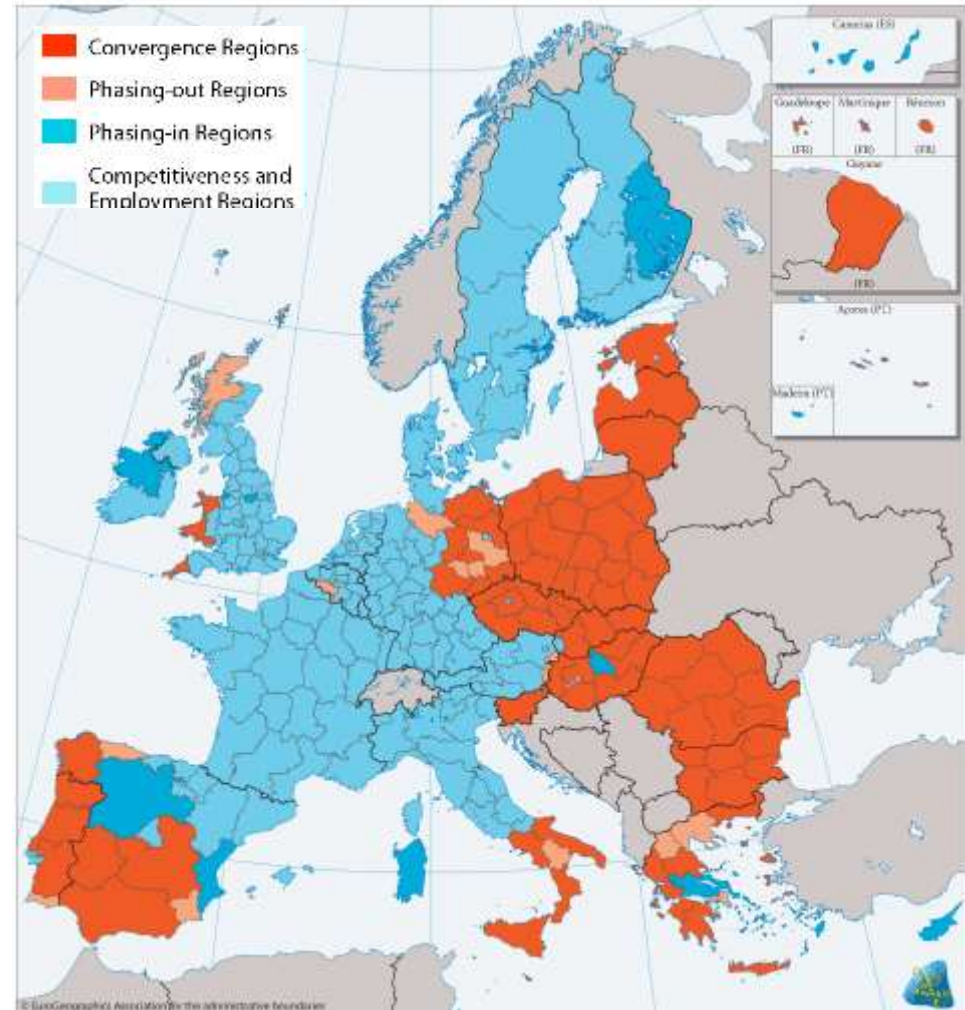 Convergence Regions
Phasing-out Regions
Phasing-in Regions
Competitiveness and
Employment Regions
Canarias (ES)
Guadeloupe Martinique Réunion
(FR) (FR) (FR)
Guyane
(FR)
Açores (PT)
Madeira (PT)
© EuroGeographics Association for the administrative boundaries